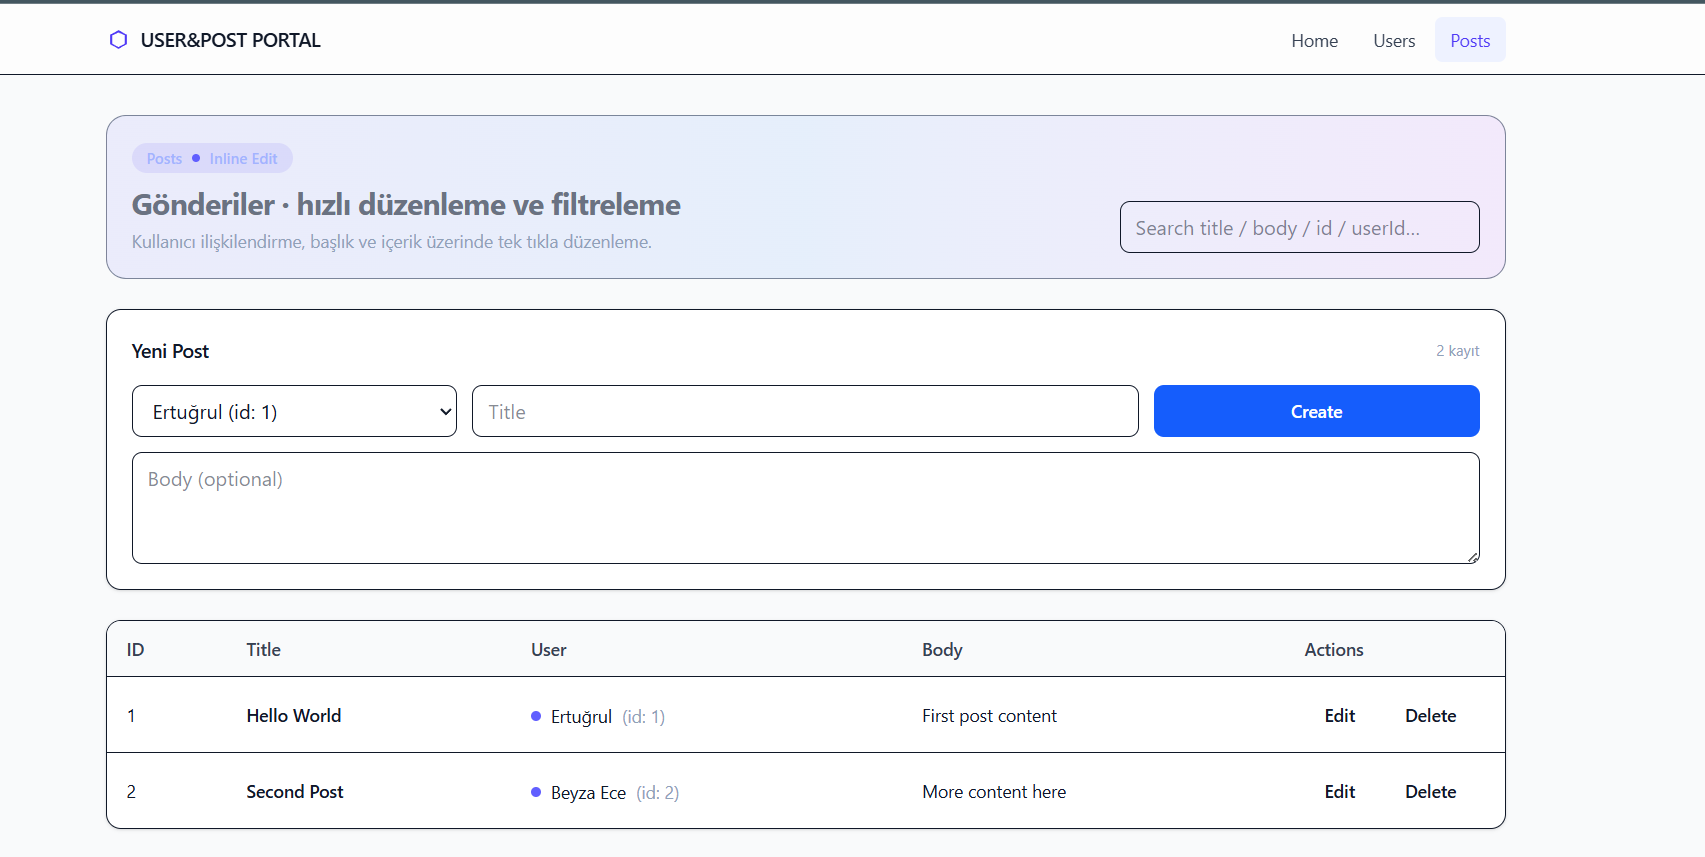 USER&POST PORTAL
Home Users Posts
Posts • Inline Edit
Gönderiler · hızlı düzenleme ve filtreleme
Kullanıcı ilişkilendirme, başlık ve içerik üzerinde tek tıkla düzenleme.
Search title / body / id / userId...
Yeni Post
2 kayıt
Ertuğrul (id: 1)
Title
Create
Body (optional)
ID Title User Body Actions
1 Hello World Ertuğrul (id: 1) First post content Edit Delete
2 Second Post Beyza Ece (id: 2) More content here Edit Delete